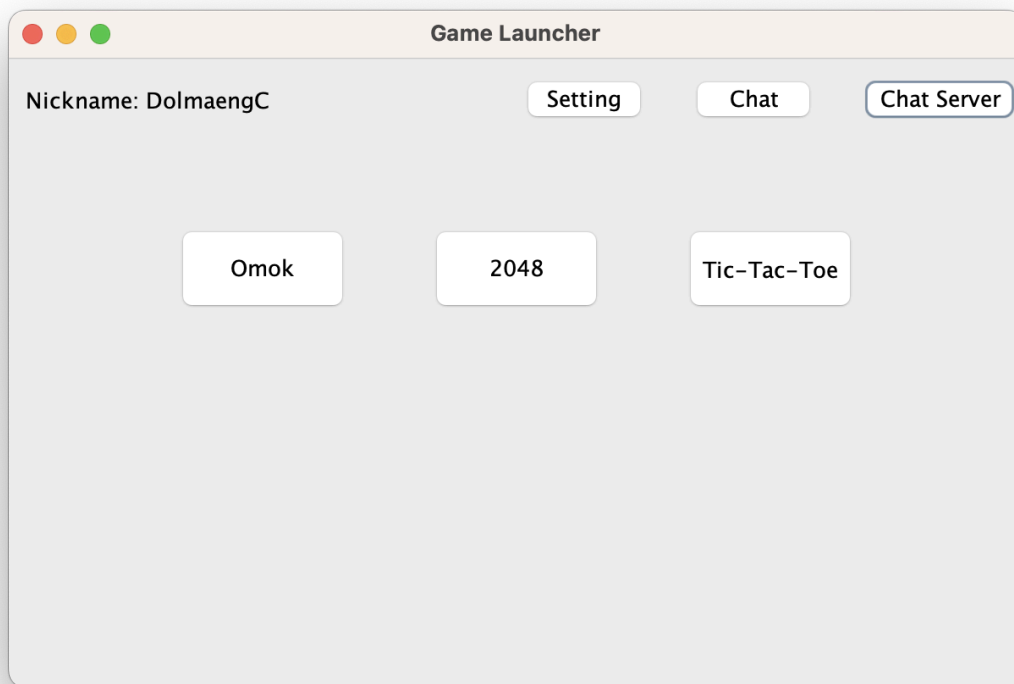 Game Launcher
Nickname: DolmaengC Setting Chat Chat Server
Omok 2048 Tic-Tac-Toe